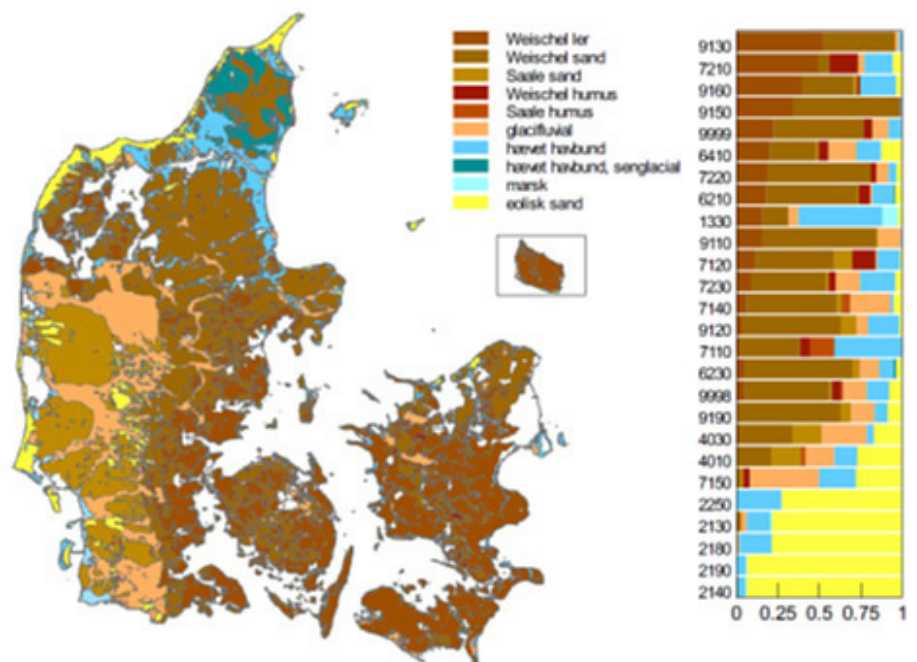 Weischel ler
Weischel sand
Saale sand
Weischel humus
Saale humus
glacifluvial
hævet havbund
hævet havbund, senglacial
marsk
eolisk sand
9130
7210
9160
9150
9999
6410
7220
6210
1330
9110
7120
7230
7140
9120
7110
6230
9998
9190
4030
4010
7150
2250
2130
2180
2190
2140
0 0.25 0.5 0.75 1